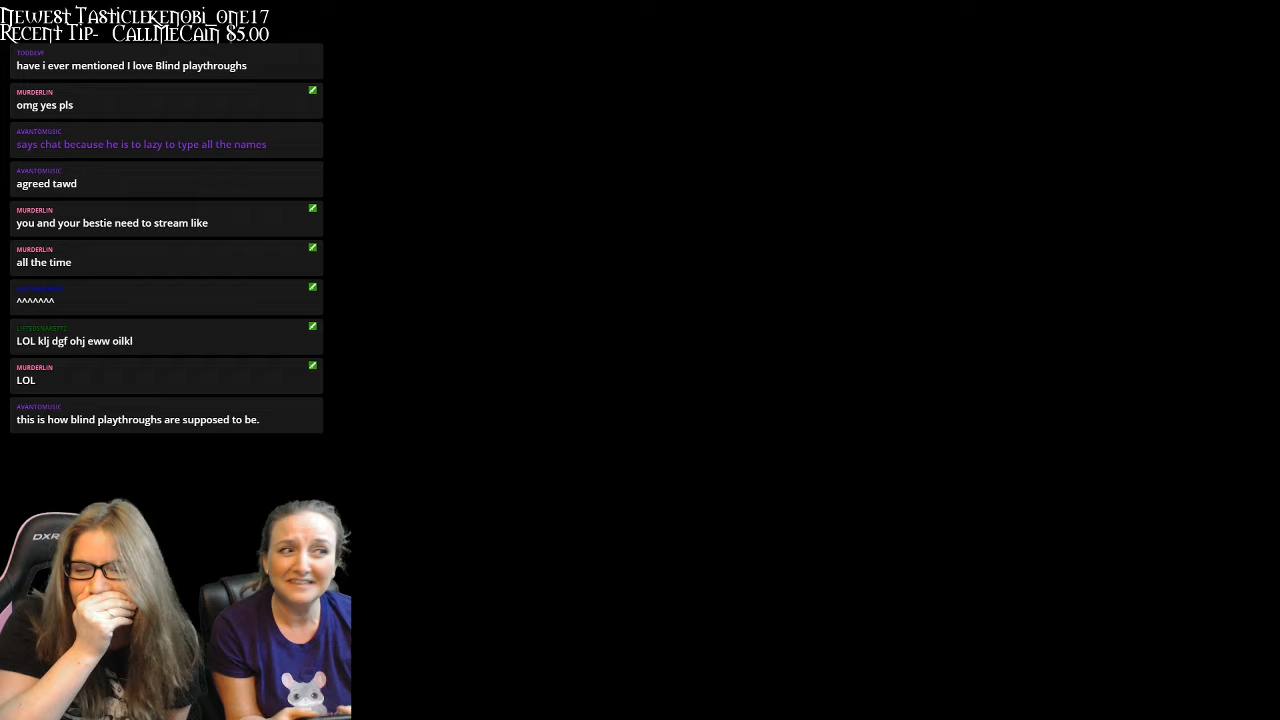 Newest Tasticlekenobi_one17
Recent Tip- CallMeCain $5.00
TODDEVF
have i ever mentioned I love Blind playthroughs
MURDERLIN
omg yes pls
AVANTOMUSIC
says chat because he is to lazy to type all the names
AVANTOMUSIC
agreed tawd
MURDERLIN
you and your bestie need to stream like
MURDERLIN
all the time
^^^^^^^
LOL klj dgf ohj eww oilkl
MURDERLIN
LOL
AVANTOMUSIC
this is how blind playthroughs are supposed to be.
DXR